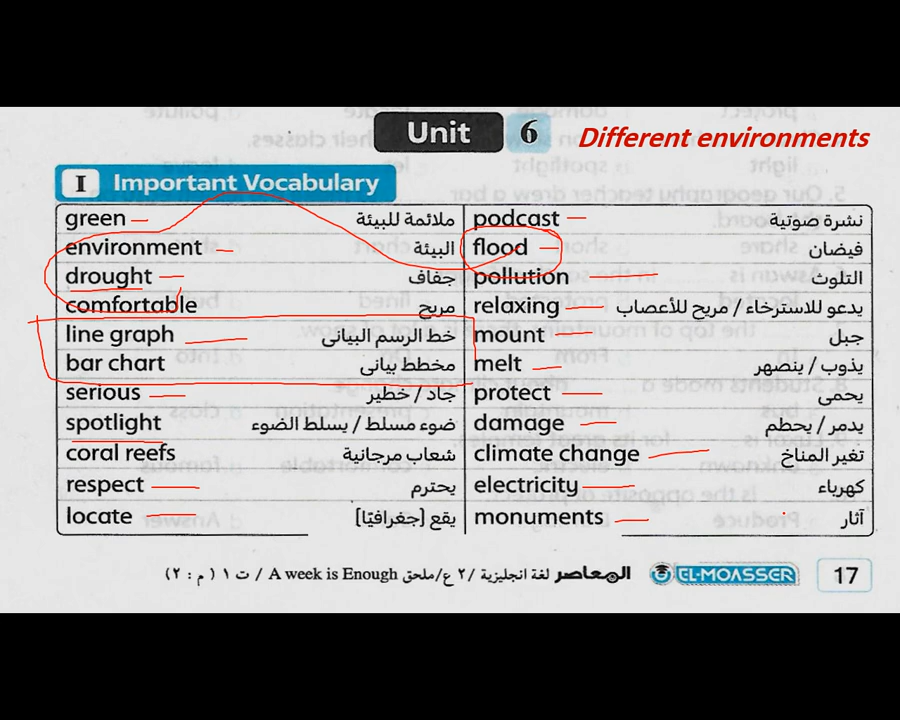 Unit 6 Different environments
I Important Vocabulary
green ملائمة للبيئة podcast نشرة صوتية
environment البيئة flood فيضان
drought جفاف pollution التلوث
comfortable مريح relaxing يدعو للاسترخاء / مريح للأعصاب
line graph خط الرسم البيانى mount جبل
bar chart مخطط بيانى melt يذوب / ينصهر
serious جاد / خطير protect يحمى
spotlight ضوء مسلط / يسلط الضوء damage يدمر / يحطم
coral reefs شعاب مرجانية climate change تغير المناخ
respect يحترم electricity كهرباء
locate يقع [جغرافيًا] monuments آثار
المعاصر لغة انجليزية / ٢ ع/ملحق A week is Enough / ت ١ ( م : ٢ ) EL-MOASSER 17